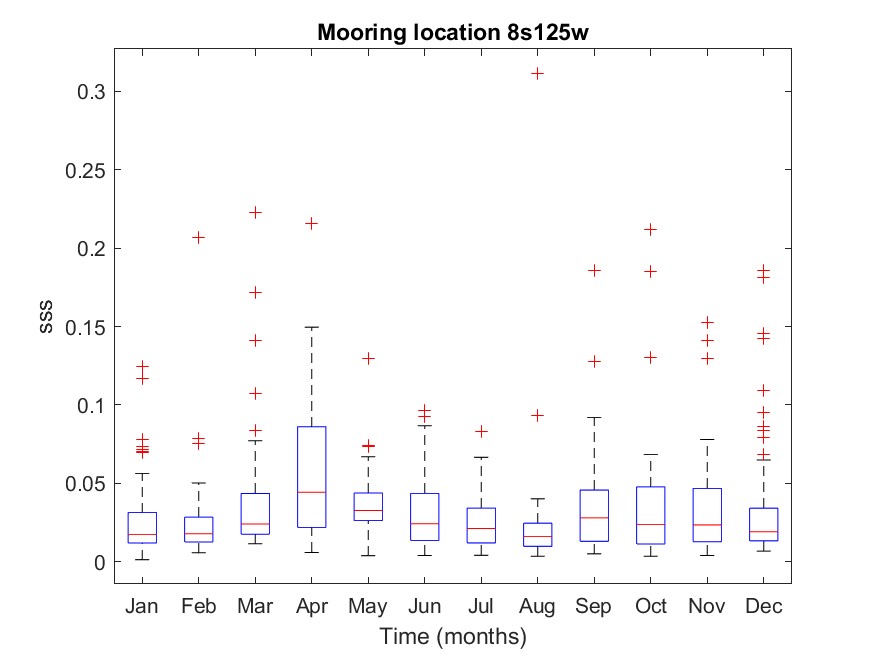 Mooring location 8s125w
0.3
0.25
0.2
0.15
0.1
0.05
0
sss
Jan Feb Mar Apr May Jun Jul Aug Sep Oct Nov Dec
Time (months)